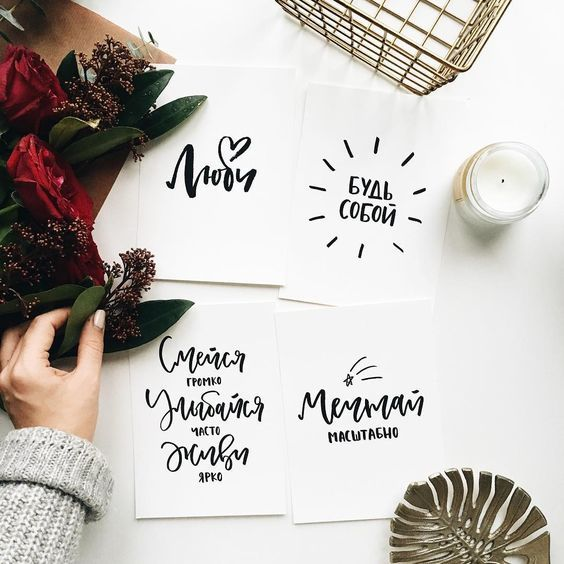 Люби
БУДЬ
СОБОЙ
Смейся
ГРОМКО
Улыбайся
ЧАСТО
Живи
ЯРКО
Мечтай
МАСШТАБНО